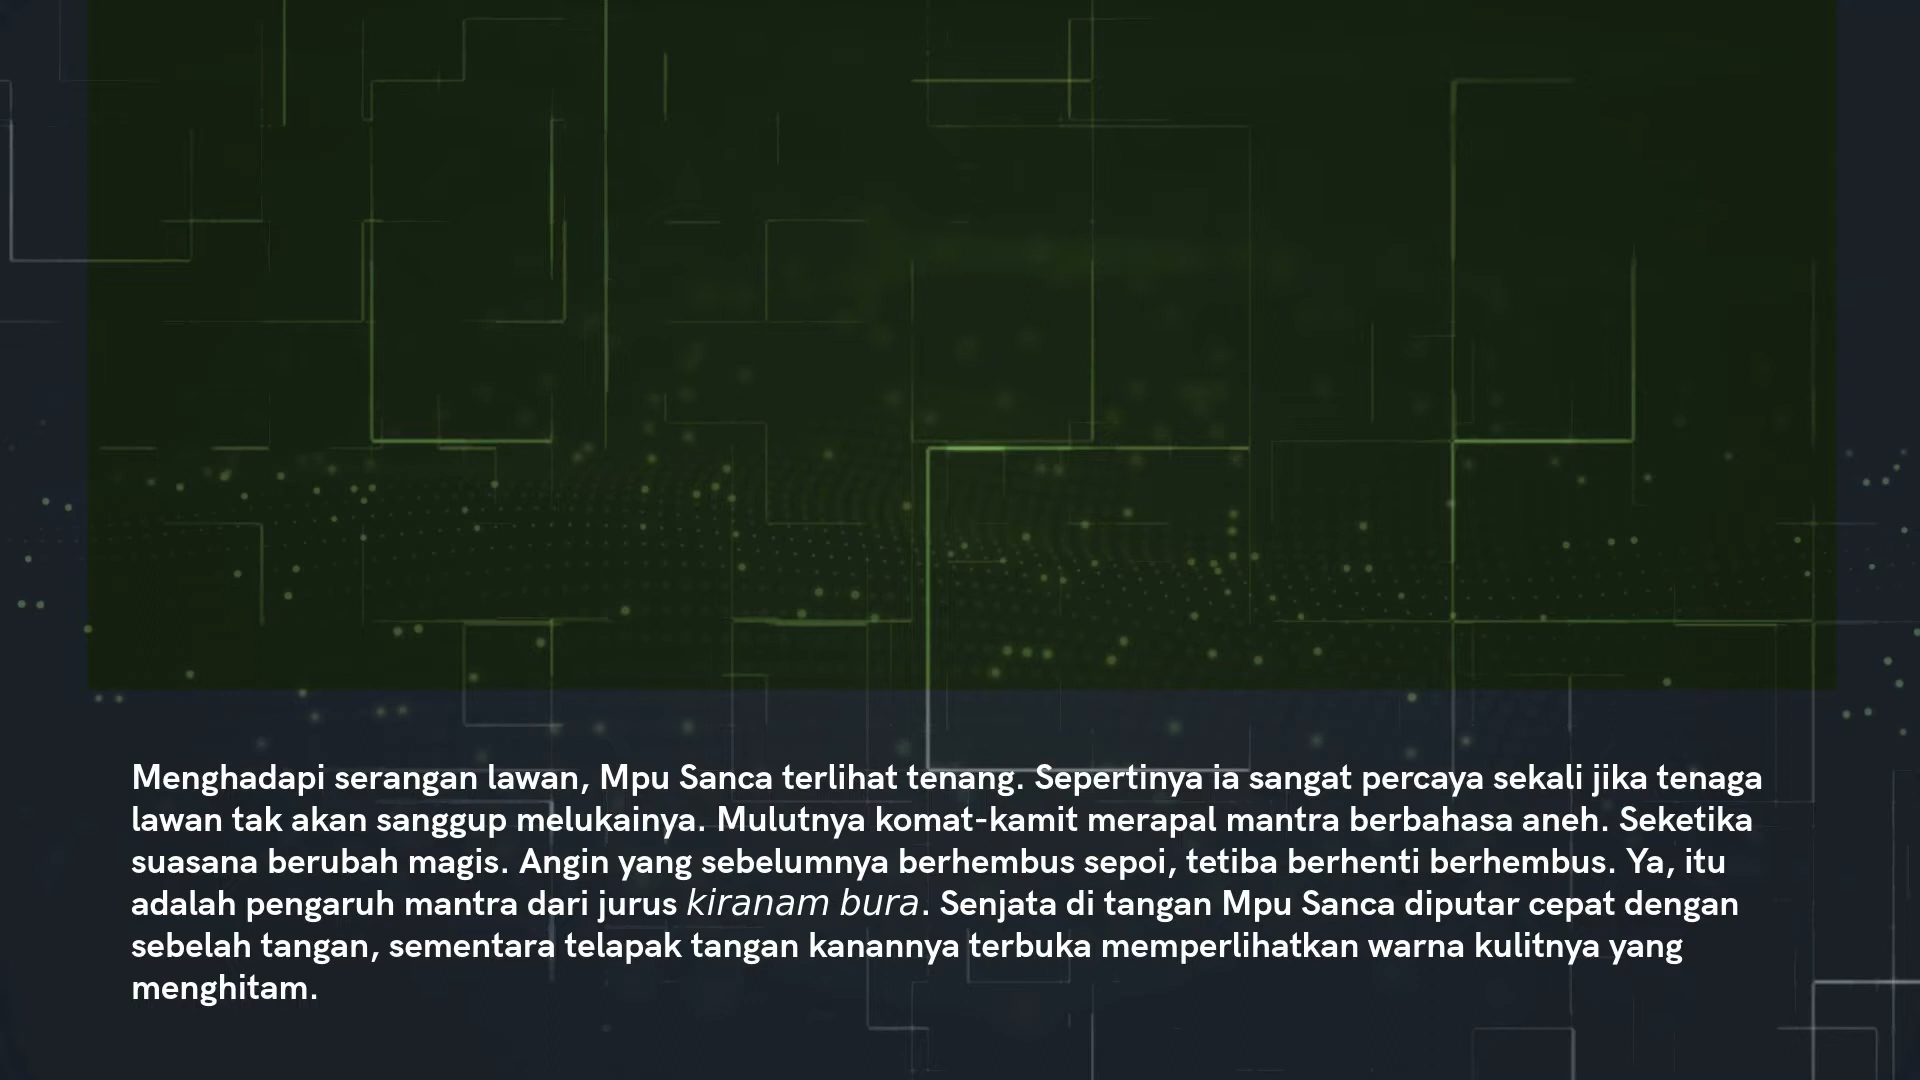 Menghadapi serangan lawan, Mpu Sanca terlihat tenang. Sepertinya ia sangat percaya sekali jika tenaga
lawan tak akan sanggup melukainya. Mulutnya komat-kamit merapal mantra berbahasa aneh. Seketika
suasana berubah magis. Angin yang sebelumnya berhembus sepoi, tetiba berhenti berhembus. Ya, itu
adalah pengaruh mantra dari jurus kiranam bura. Senjata di tangan Mpu Sanca diputar cepat dengan
sebelah tangan, sementara telapak tangan kanannya terbuka memperlihatkan warna kulitnya yang
menghitam.